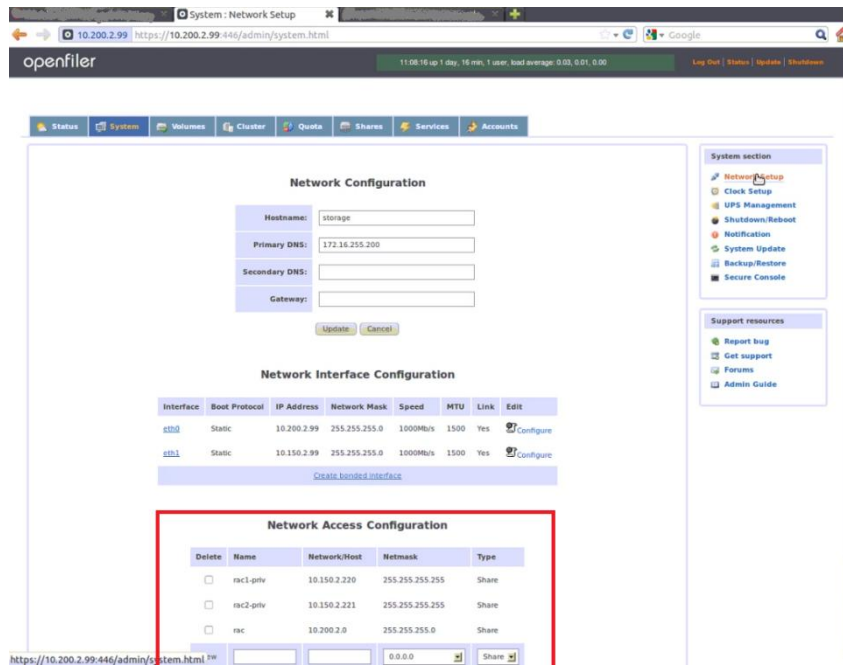 System : Network Setup
10.200.2.99 https://10.200.2.99:446/admin/system.html
Google
openfiler
11:08:16 up 1 day, 16 min, 1 user, load average: 0.03, 0.01, 0.00
Log Out | Status | Update | Shutdown
Status System Volumes Cluster Quota Shares Services Accounts
Network Configuration
Hostname: storage
Primary DNS: 172.16.255.200
Secondary DNS:
Gateway:
Update Cancel
Network Interface Configuration
Interface Boot Protocol IP Address Network Mask Speed MTU Link Edit
eth0 Static 10.200.2.99 255.255.255.0 1000Mb/s 1500 Yes Configure
eth1 Static 10.150.2.99 255.255.255.0 1000Mb/s 1500 Yes Configure
Create bonded interface
Network Access Configuration
Delete Name Network/Host Netmask Type
rac1-priv 10.150.2.220 255.255.255.255 Share
rac2-priv 10.150.2.221 255.255.255.255 Share
rac 10.200.2.0 255.255.255.0 Share
0.0.0.0 Share
https://10.200.2.99:446/admin/system.html
System section
Network Setup
Clock Setup
UPS Management
Shutdown/Reboot
Notification
System Update
Backup/Restore
Secure Console
Support resources
Report bug
Get support
Forums
Admin Guide